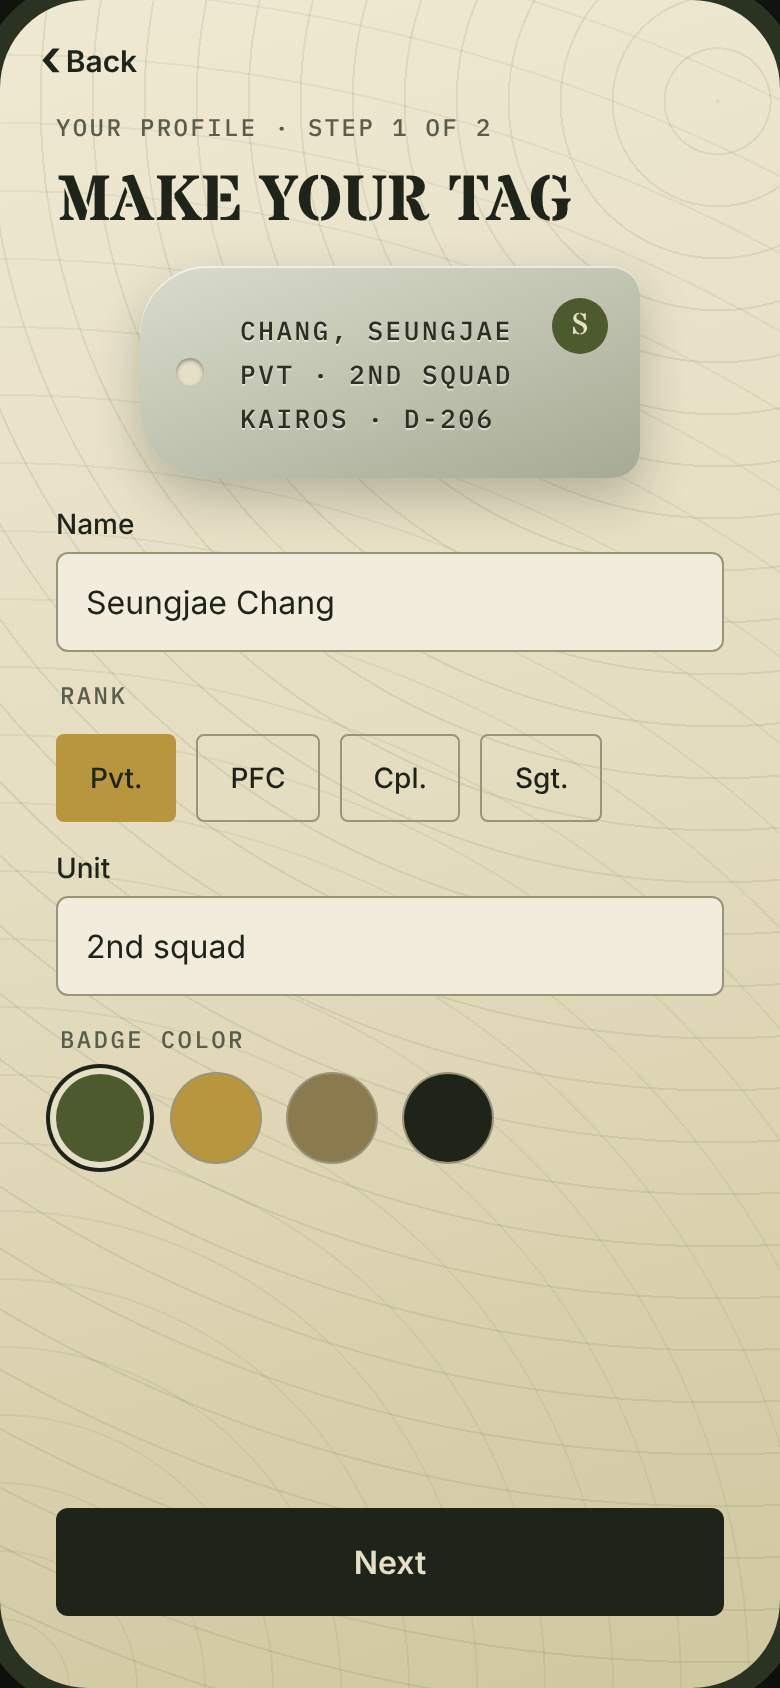 Back
YOUR PROFILE · STEP 1 OF 2
MAKE YOUR TAG
CHANG, SEUNGJAE
S
PVT · 2ND SQUAD
KAIROS · D-206
Name
Seungjae Chang
RANK
Pvt. PFC Cpl. Sgt.
Unit
2nd squad
BADGE COLOR
Next